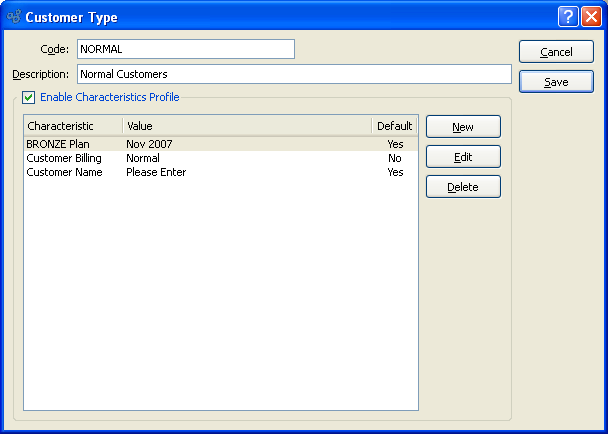 Customer Type
Code: NORMAL
Cancel
Description: Normal Customers
Save
Enable Characteristics Profile
Characteristic Value Default
New
BRONZE Plan Nov 2007 Yes
Customer Billing Normal No
Edit
Customer Name Please Enter Yes
Delete